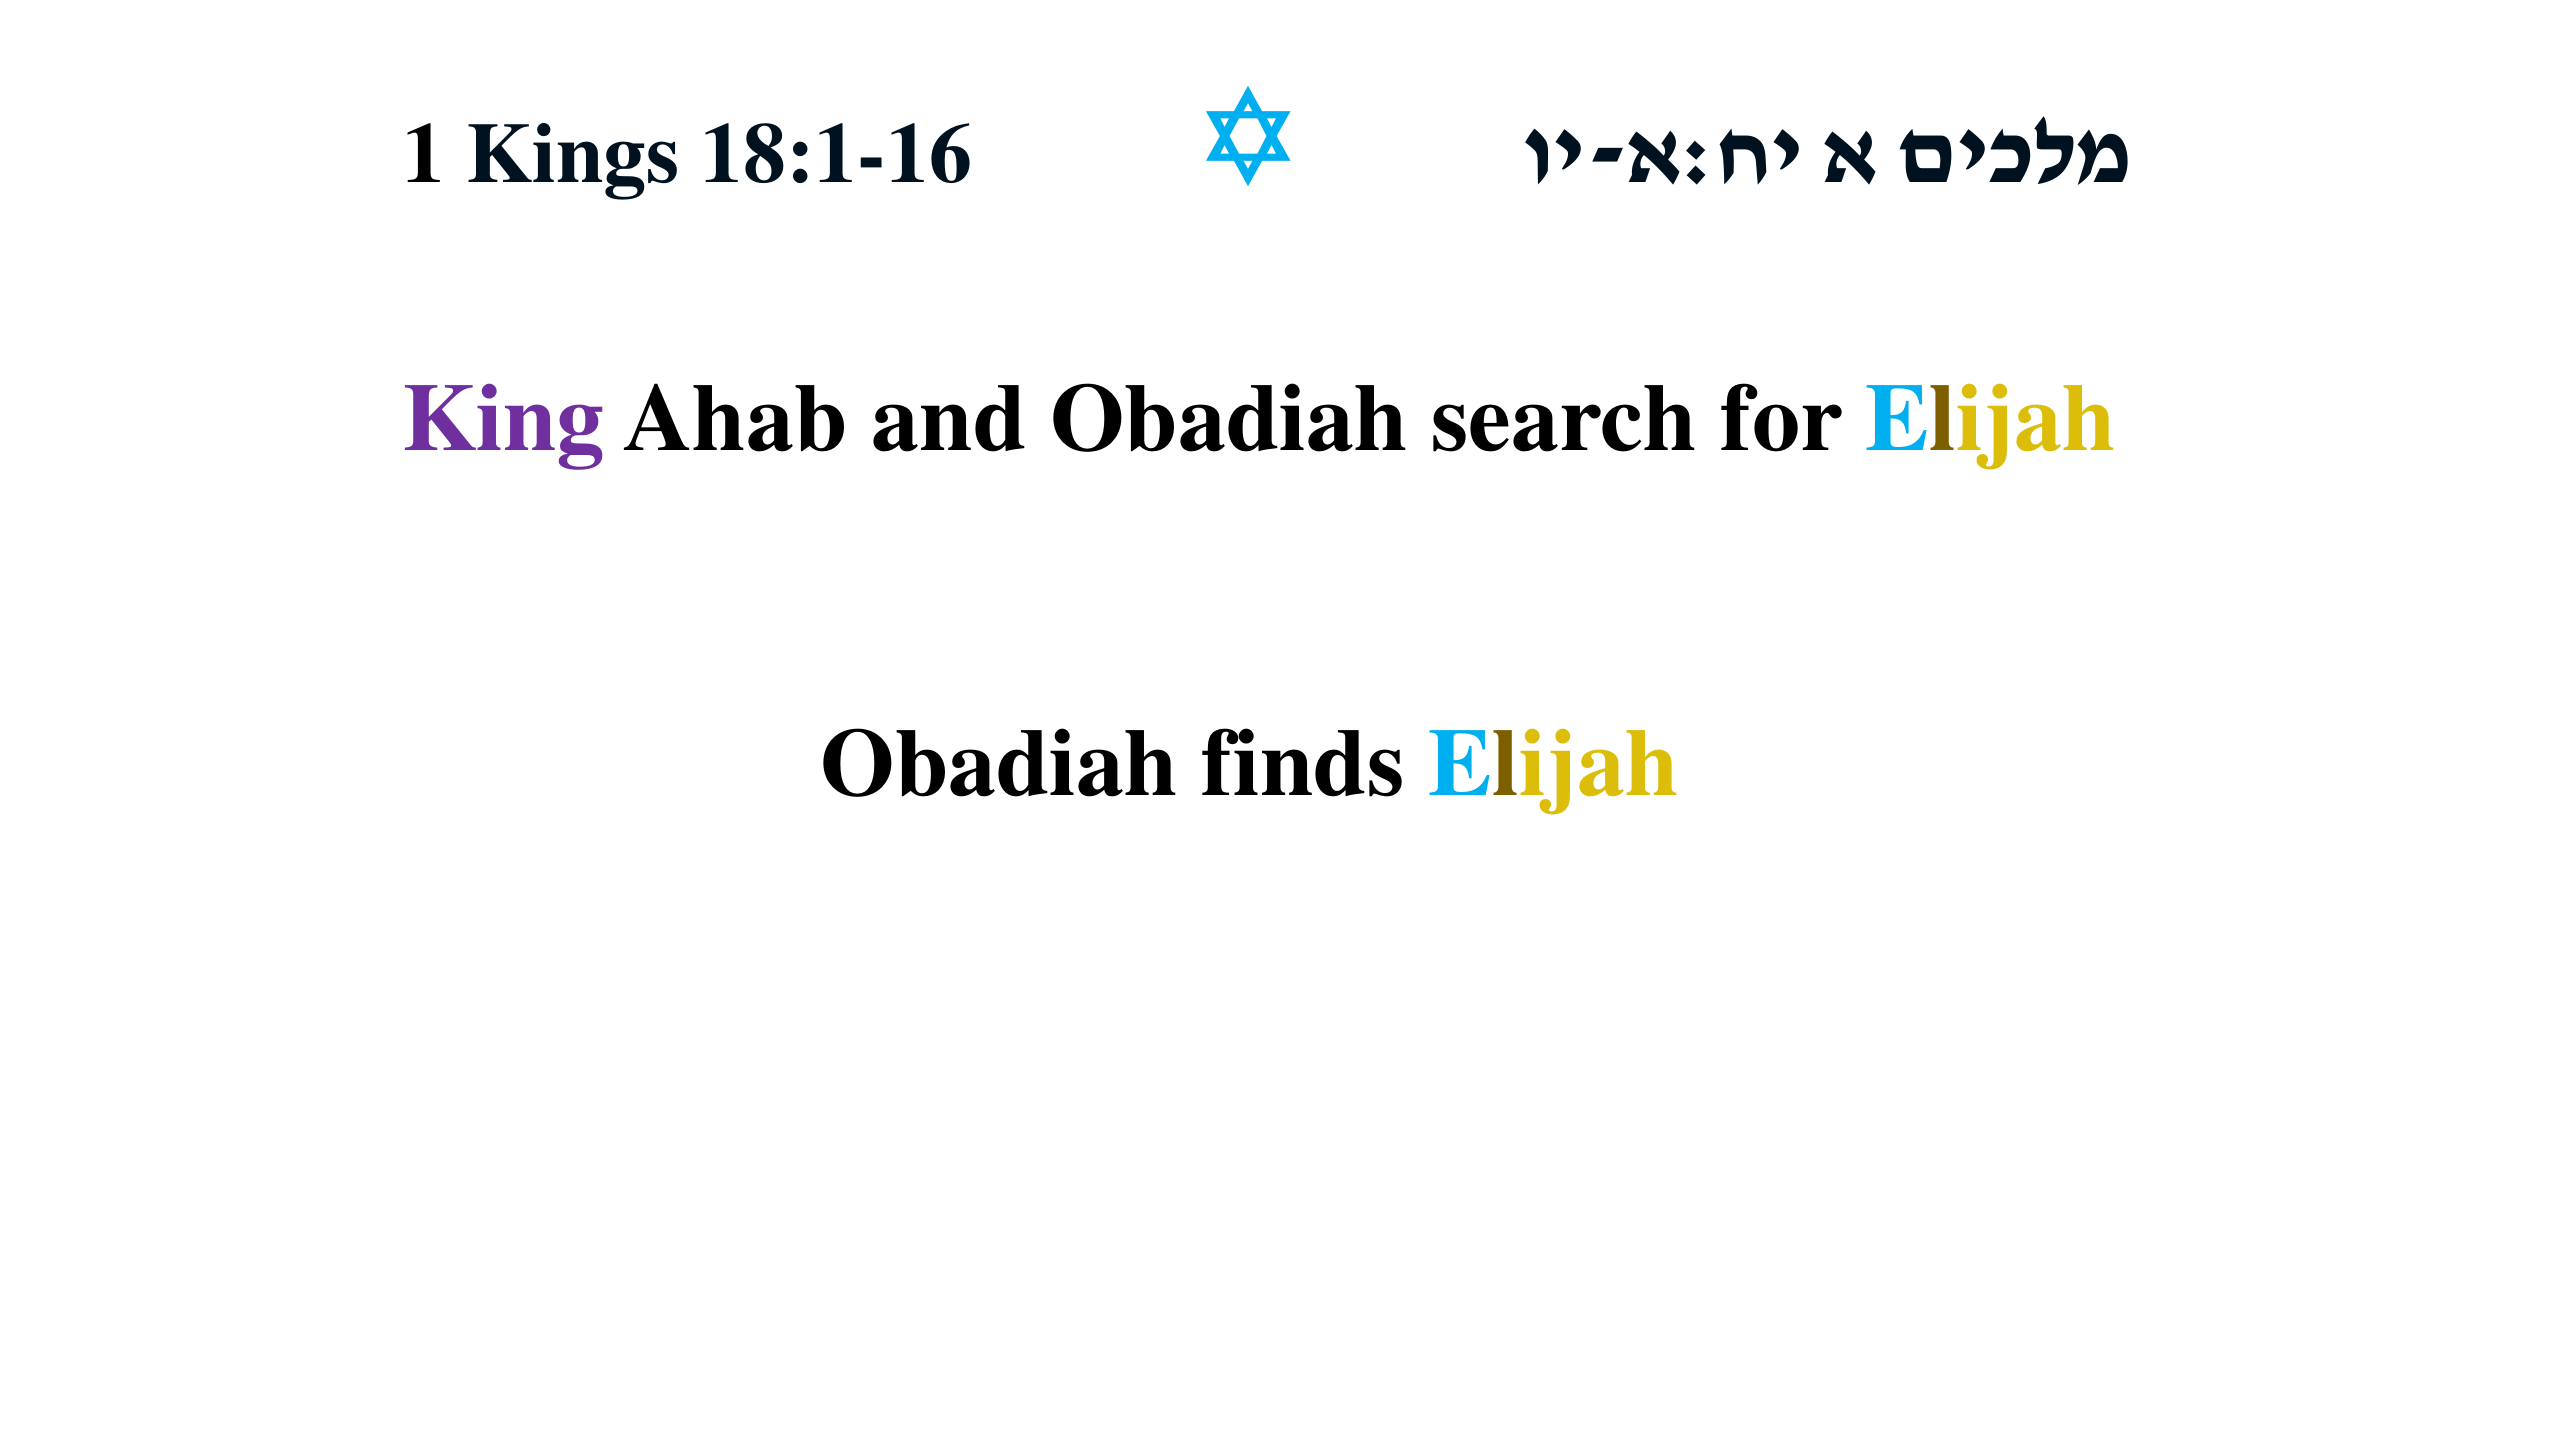 1 Kings 18:1-16 ✡ מלכים א יח:א-יו
King Ahab and Obadiah search for Elijah
Obadiah finds Elijah